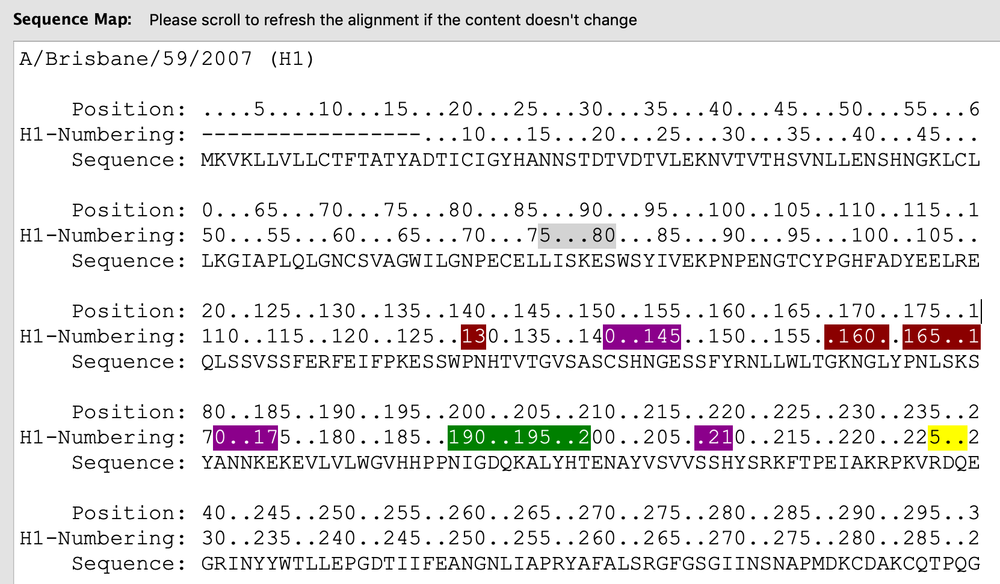 Sequence Map: Please scroll to refresh the alignment if the content doesn't change
A/Brisbane/59/2007 (H1)
Position: ....5....10...15...20...25...30...35...40...45...50...55...6
H1-Numbering: -----------------...10...15...20...25...30...35...40...45...
Sequence: MKVKLLVLLCTFTATYADTICIGYHANNSTDTVDTVLEKNVTVTHSVNLLENSHNGKLCL
Position: 0...65...70...75...80...85...90...95...100..105..110..115..1
H1-Numbering: 50...55...60...65...70...75...80...85...90...95...100..105..
Sequence: LKGIAPLQLGNCSVAGWILGNPECELLISKESWSYIVEKPNPENGTCYPGHFADYEELRE
Position: 20..125..130..135..140..145..150..155..160..165..170..175..1
H1-Numbering: 110..115..120..125..130.135..140..145..150..155..160..165..1
Sequence: QLSSVSSFERFEIFPKESSWPNHTVTGVSASCSHNGESSFYRNLLWLTGKNGLYPNLSKS
Position: 80..185..190..195..200..205..210..215..220..225..230..235..2
H1-Numbering: 70..175..180..185..190..195..200..205..210..215..220..225..2
Sequence: YANNKEKEVLVLWGVHHPPNIGDQKALYHTENAYVSVVSSHYSRKFTPEIAKRPKVRDQE
Position: 40..245..250..255..260..265..270..275..280..285..290..295..3
H1-Numbering: 30..235..240..245..250..255..260..265..270..275..280..285..2
Sequence: GRINYYWTLLEPGDTIIFEANGNLIAPRYAFALSRGFGSGIINSNAPMDKCDAKCQTPQG